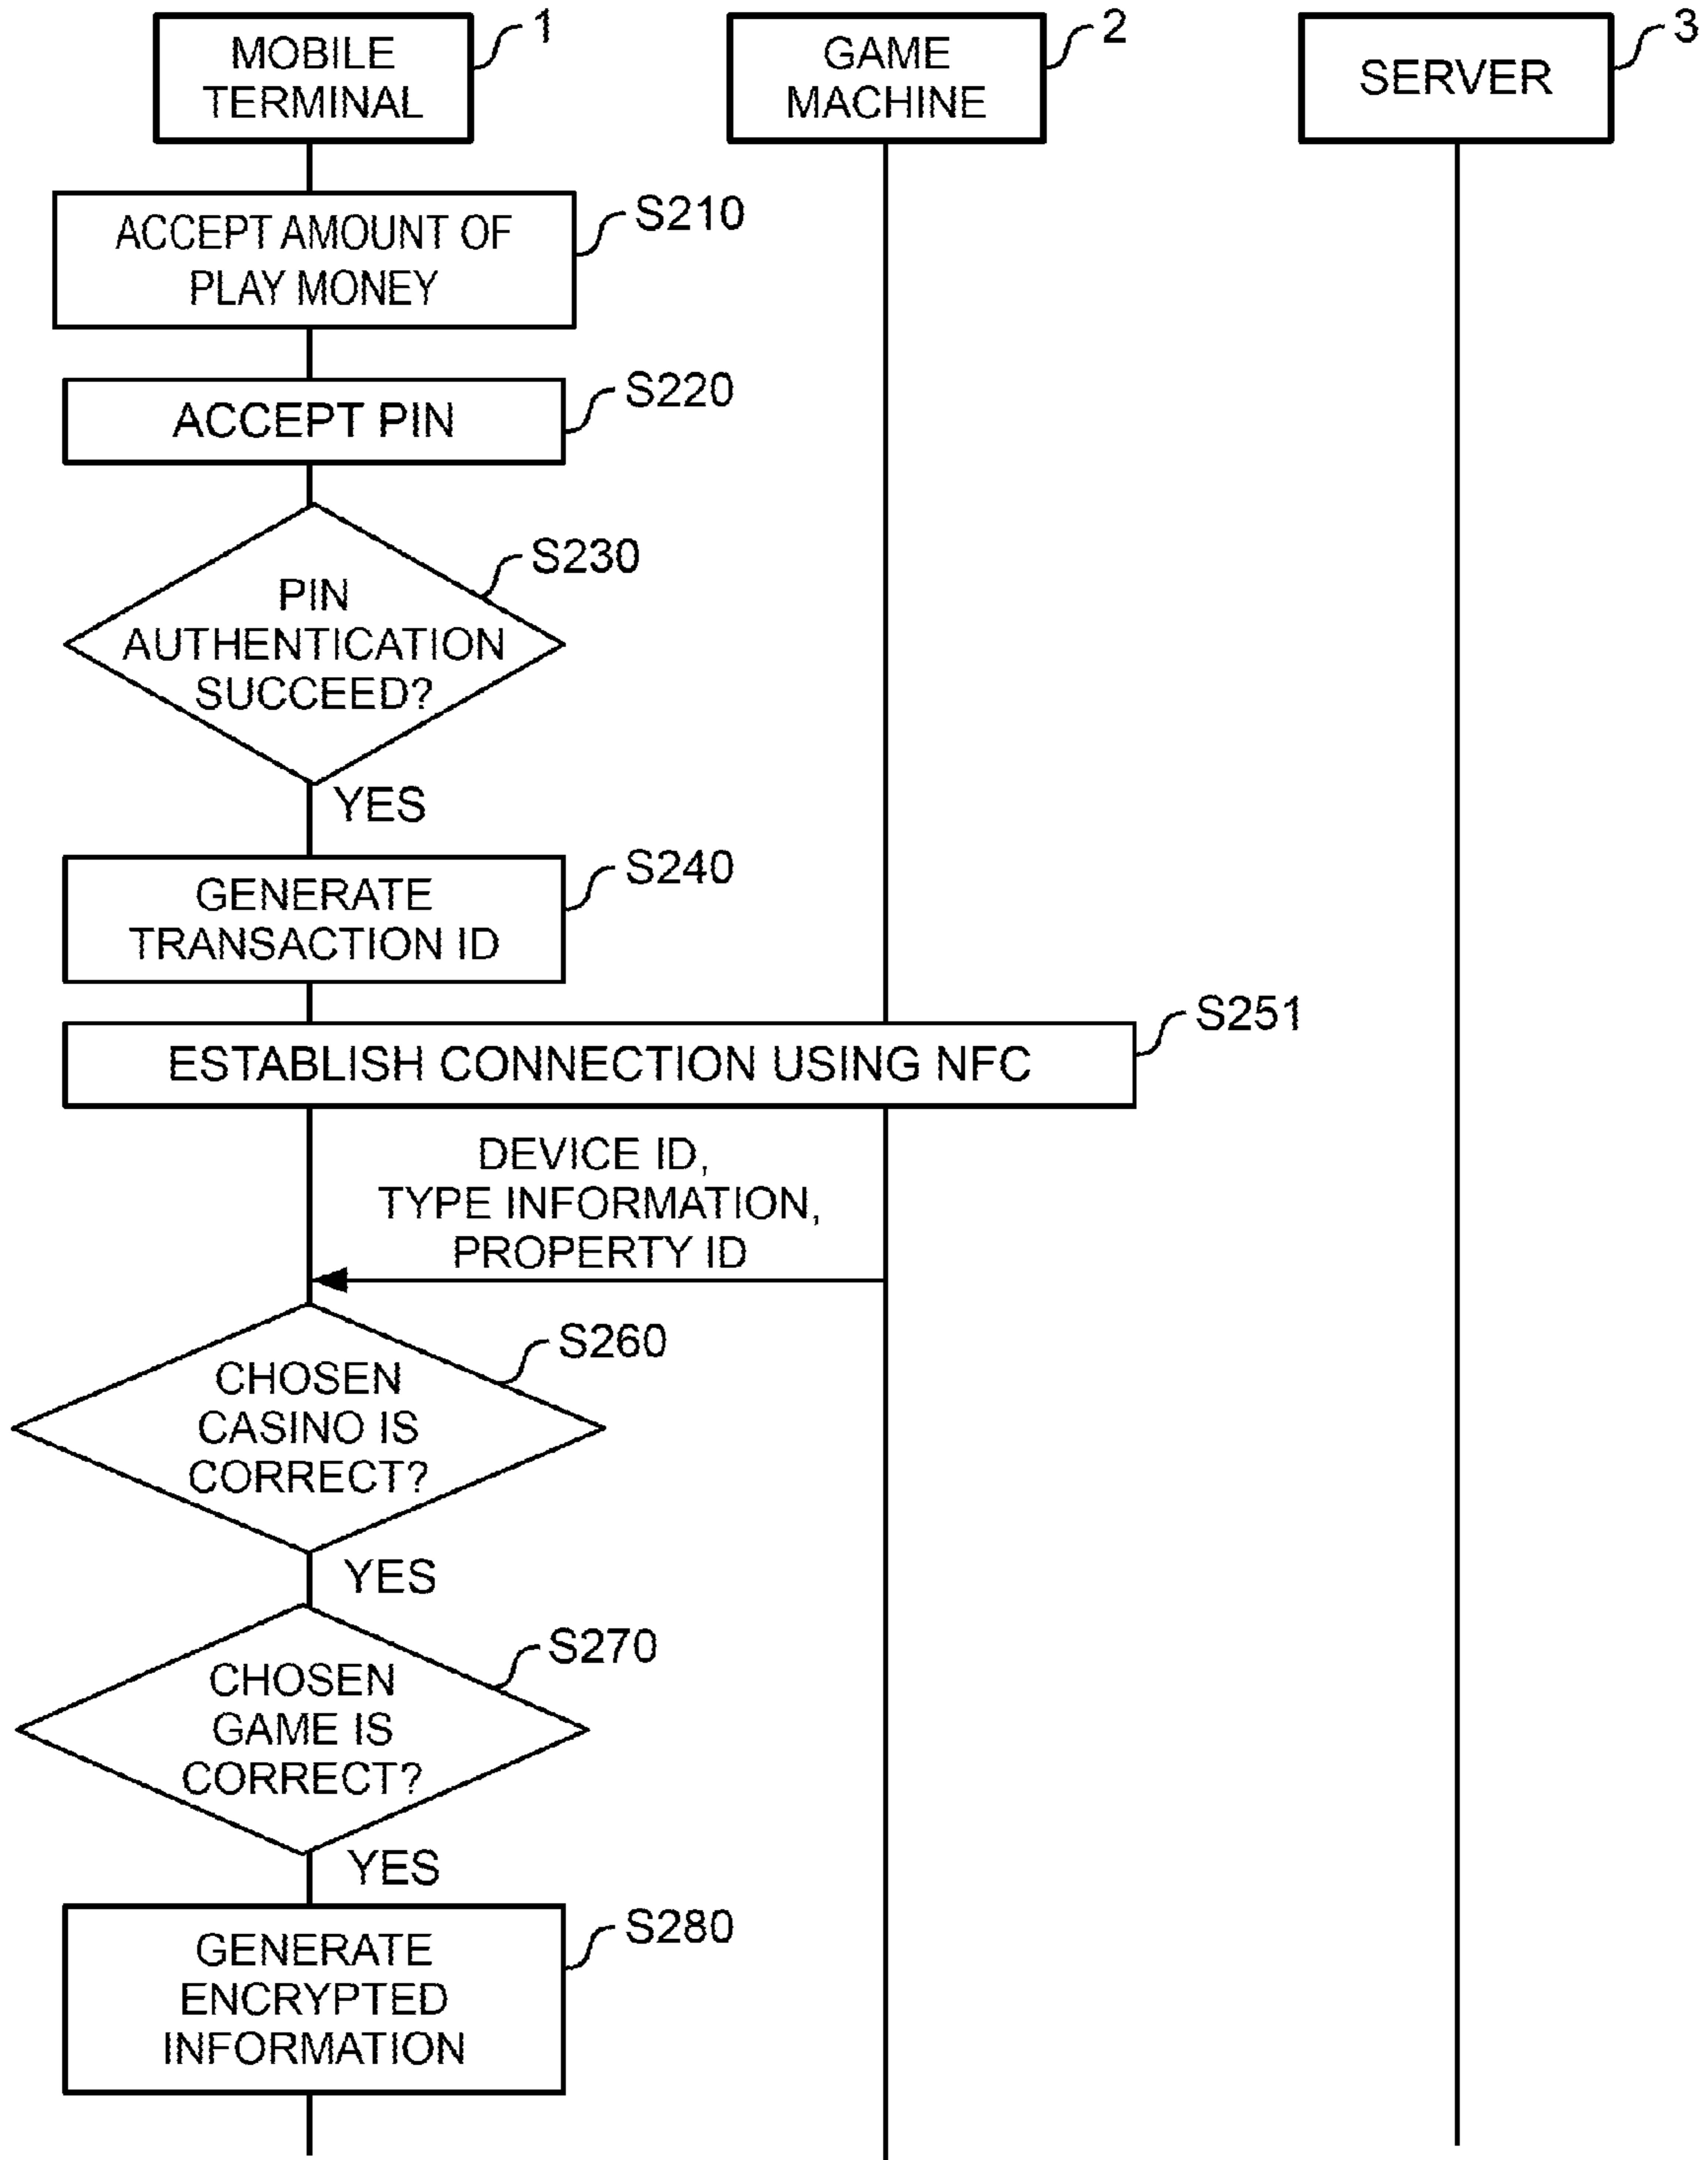 MOBILE
TERMINAL
1
GAME
MACHINE
2
SERVER
3
ACCEPT AMOUNT OF
PLAY MONEY
S210
ACCEPT PIN
S220
PIN
AUTHENTICATION
SUCCEED?
S230
YES
GENERATE
TRANSACTION ID
S240
ESTABLISH CONNECTION USING NFC
S251
DEVICE ID,
TYPE INFORMATION,
PROPERTY ID
CHOSEN
CASINO IS
CORRECT?
S260
YES
CHOSEN
GAME IS
CORRECT?
S270
YES
GENERATE
ENCRYPTED
INFORMATION
S280